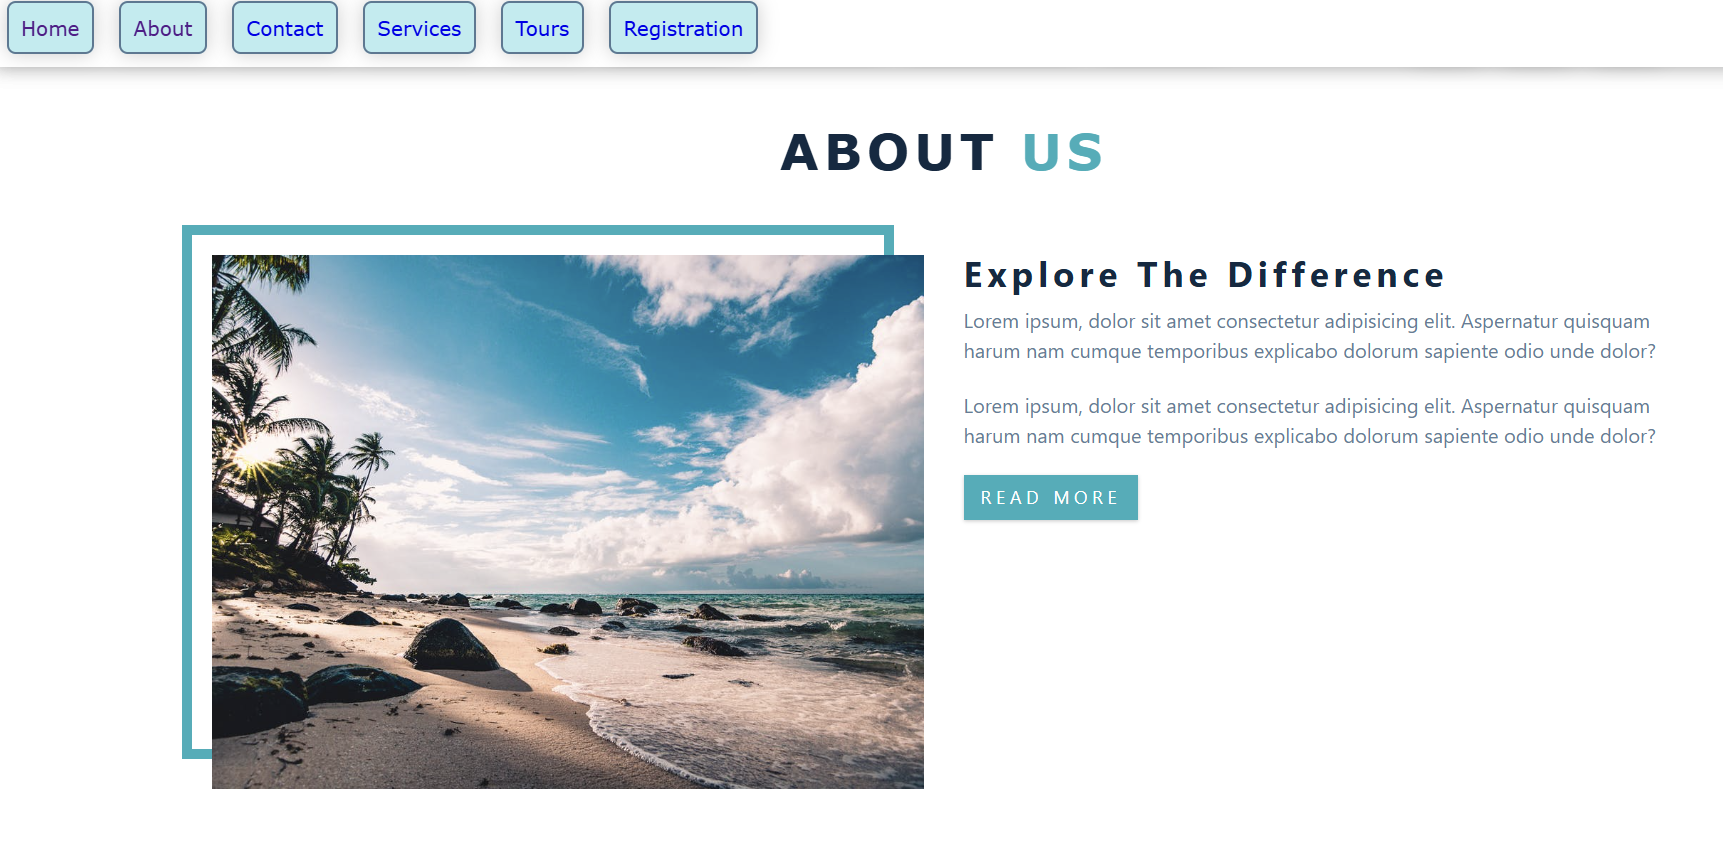 Home About Contact Services Tours Registration
ABOUT US
Explore The Difference
Lorem ipsum, dolor sit amet consectetur adipisicing elit. Aspernatur quisquam
harum nam cumque temporibus explicabo dolorum sapiente odio unde dolor?
Lorem ipsum, dolor sit amet consectetur adipisicing elit. Aspernatur quisquam
harum nam cumque temporibus explicabo dolorum sapiente odio unde dolor?
READ MORE